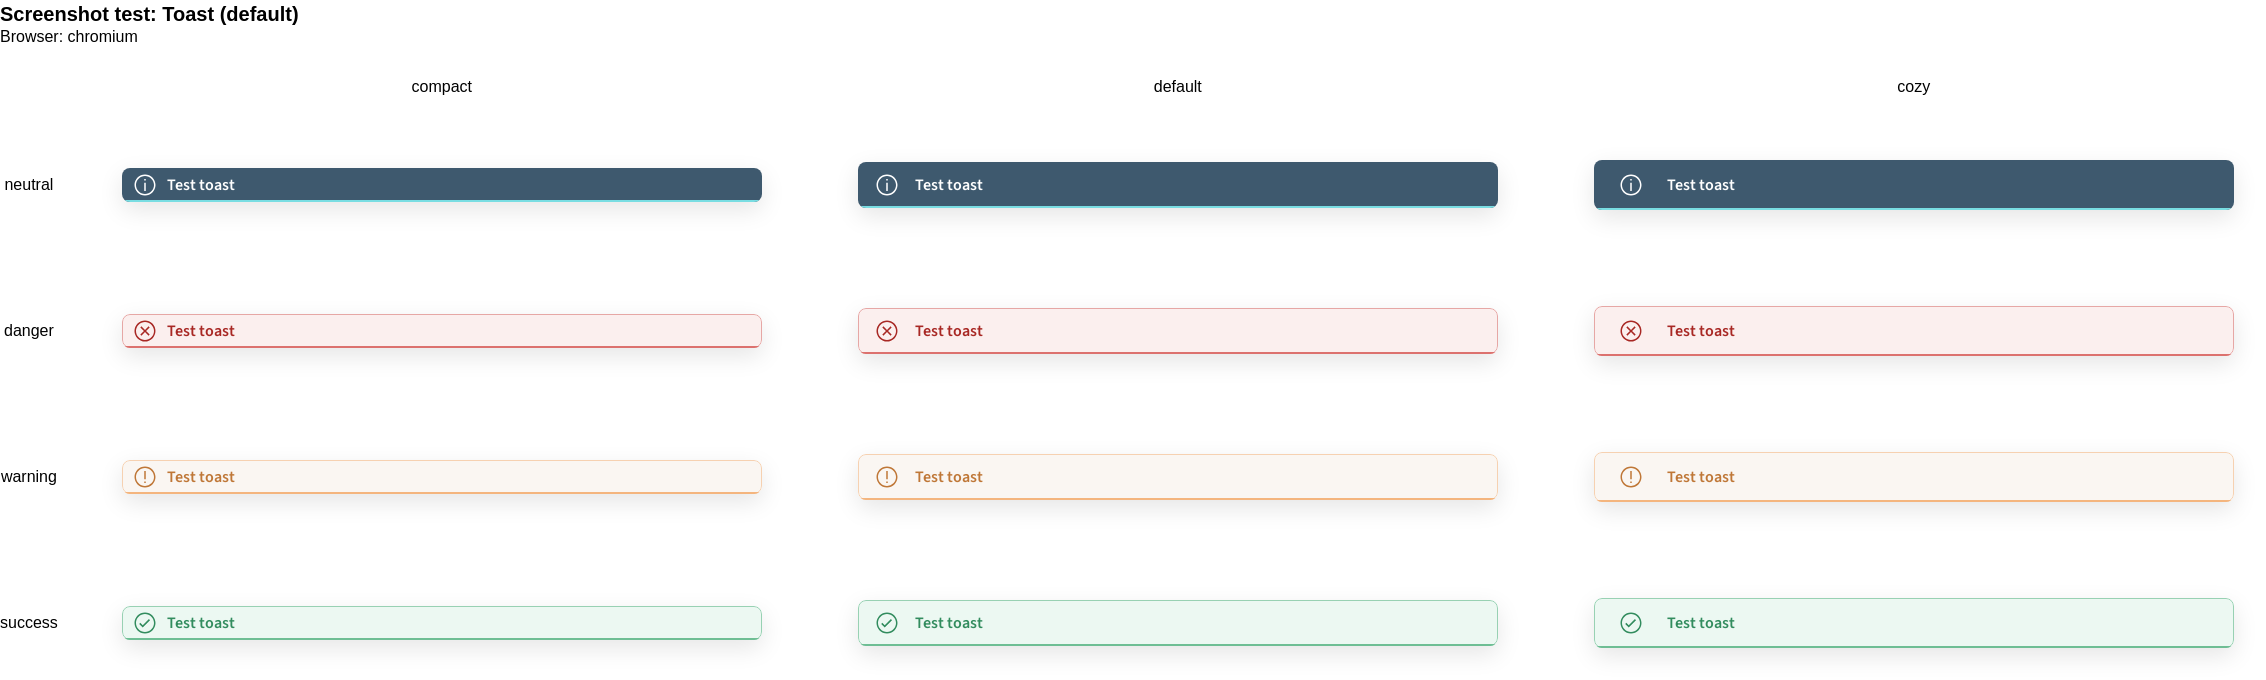 Screenshot test: Toast (default)
Browser: chromium
compact default cozy
neutral Test toast Test toast Test toast
danger Test toast Test toast Test toast
warning Test toast Test toast Test toast
success Test toast Test toast Test toast